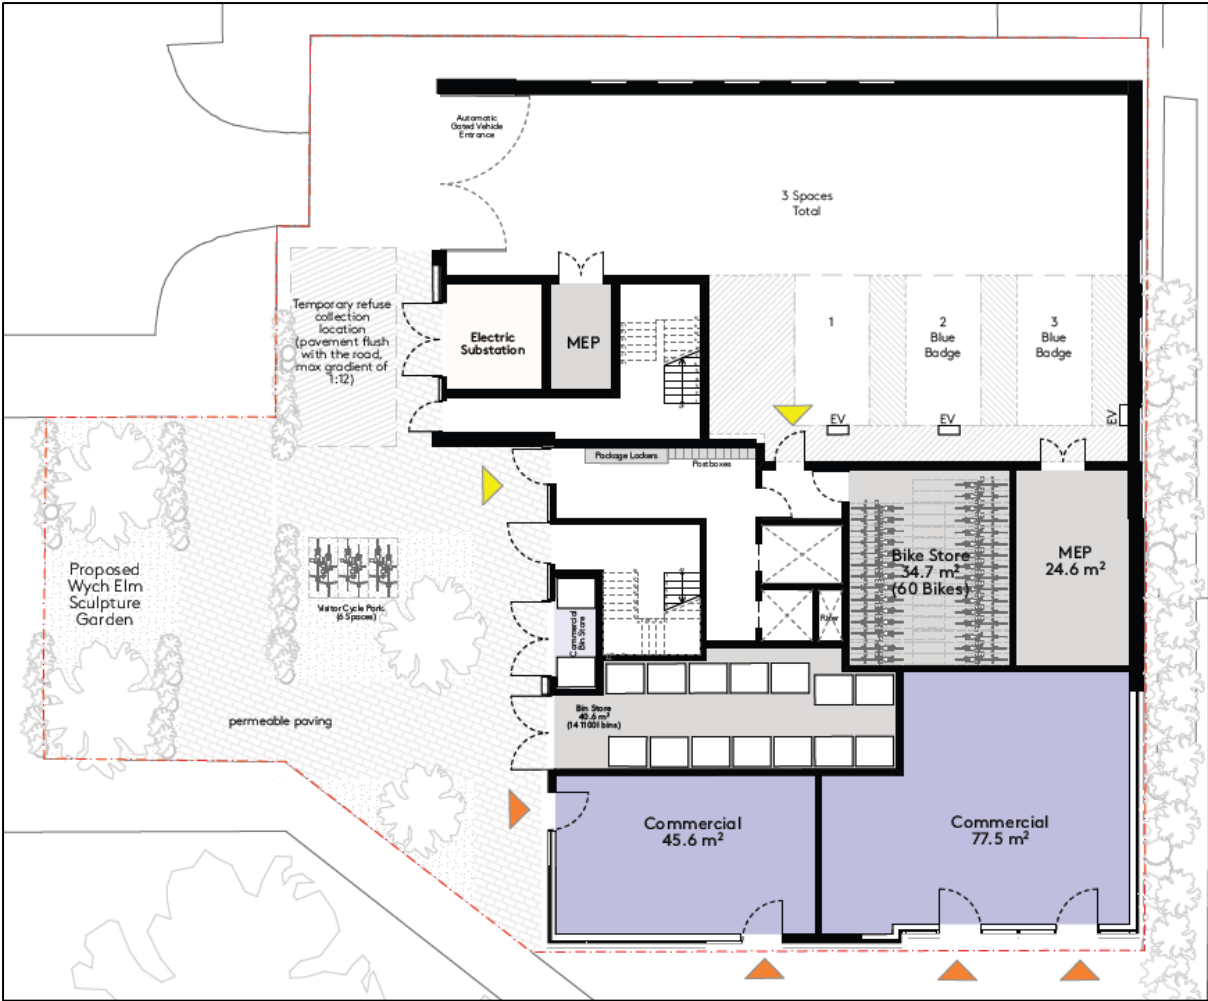 Automatic
Gated Vehicle
Entrance
3 Spaces
Total
Temporary refuse
collection
location
(pavement flush
with the road,
max gradient of
1:12)
Electric
Substation
MEP
1
2
Blue
Badge
3
Blue
Badge
EV
EV
EV
Package Lockers
Postboxes
Bike Store
34.7 m²
(60 Bikes)
MEP
24.6 m²
Proposed
Wych Elm
Sculpture
Garden
Visitor Cycle Park
(6 Spaces)
Commercial
Bin Store
Riser
permeable paving
Bin Store
40.6 m²
(14 1100l bins)
Commercial
45.6 m²
Commercial
77.5 m²